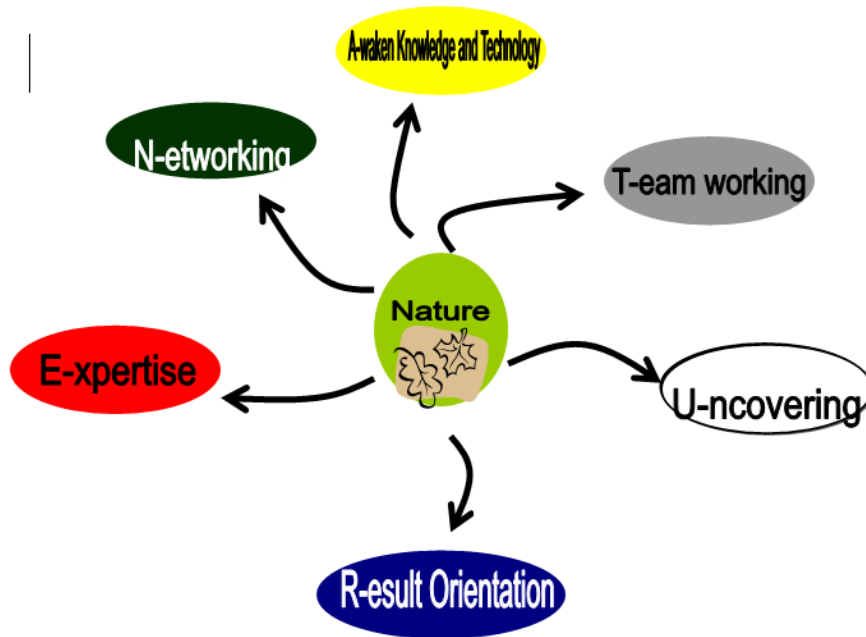 A-waken Knowledge and Technology
N-etworking
T-eam working
Nature
E-xpertise
U-ncovering
R-esult Orientation